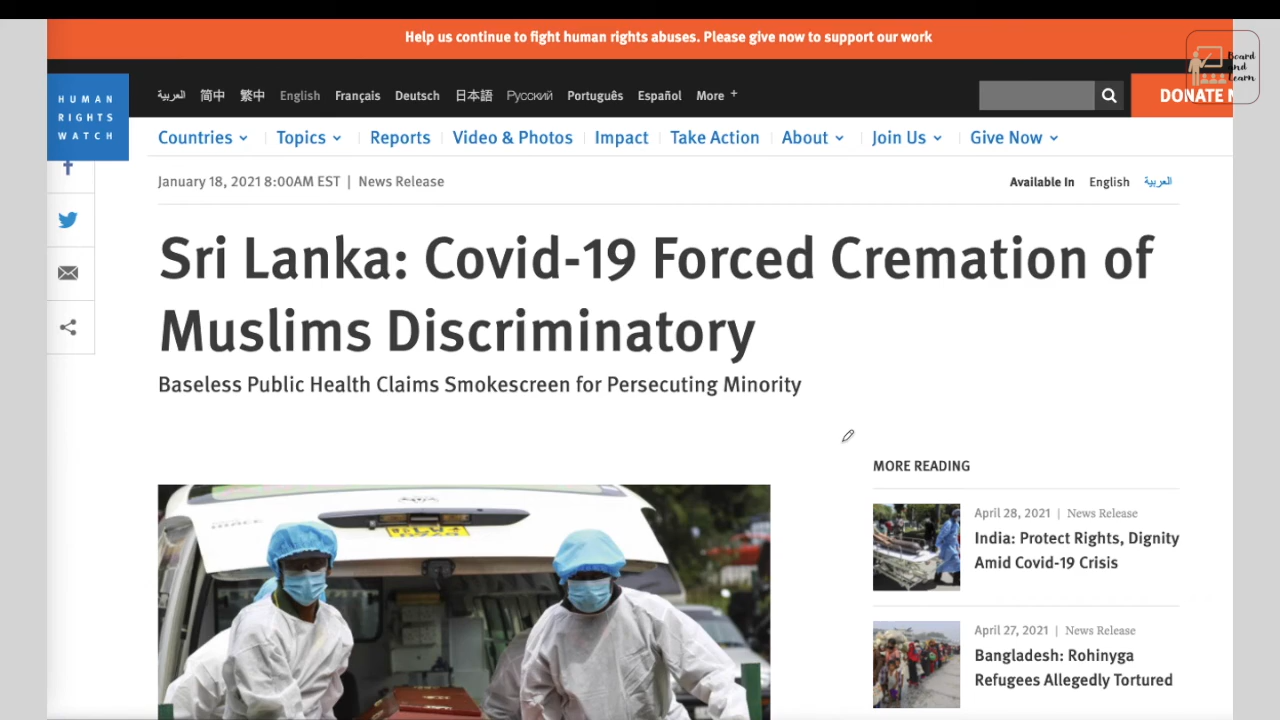 Help us continue to fight human rights abuses. Please give now to support our work
Board
and
Learn
HUMAN
RIGHTS
WATCH
العربية 简中 繁中 English Français Deutsch 日本語 Русский Português Español More +
DONATE N
Countries Topics Reports Video & Photos Impact Take Action About Join Us Give Now
January 18, 2021 8:00AM EST | News Release
Available In English العربية
Sri Lanka: Covid-19 Forced Cremation of
Muslims Discriminatory
Baseless Public Health Claims Smokescreen for Persecuting Minority
MORE READING
April 28, 2021 | News Release
India: Protect Rights, Dignity
Amid Covid-19 Crisis
April 27, 2021 | News Release
Bangladesh: Rohinyga
Refugees Allegedly Tortured